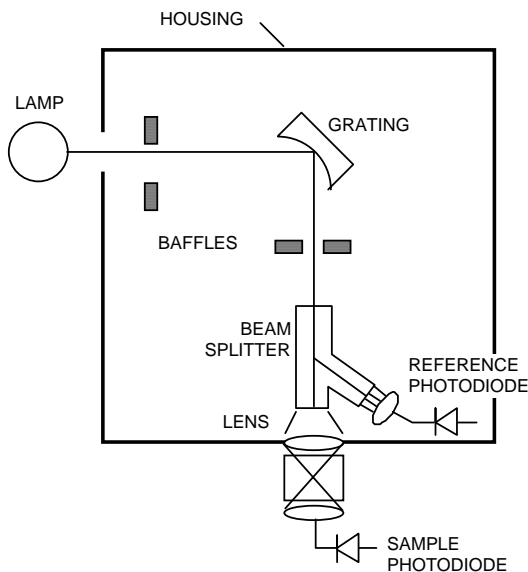 HOUSING
LAMP
GRATING
BAFFLES
BEAM
SPLITTER
REFERENCE
PHOTODIODE
LENS
SAMPLE
PHOTODIODE